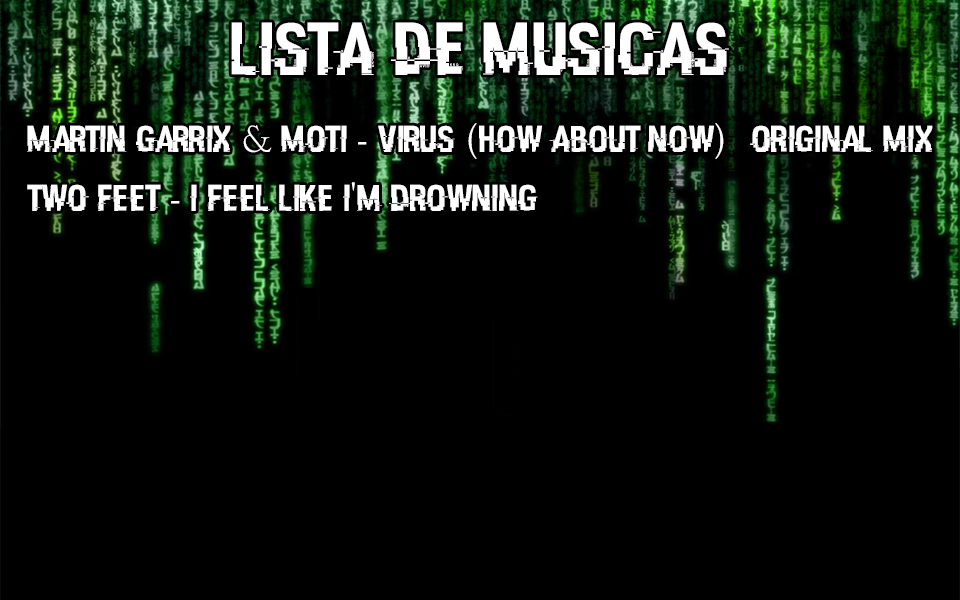 LISTA DE MUSICAS
MARTIN GARRIX & MOTI - VIRUS (HOW ABOUT NOW) ORIGINAL MIX
TWO FEET - I FEEL LIKE I'M DROWNING